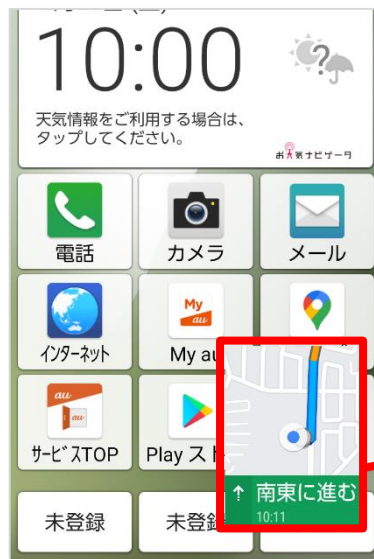 10:00
天気情報をご利用する場合は、
タップしてください。
お天気ナビゲータ
電話
カメラ
メール
My
au
インターネット
My au
au
au
サービスTOP
Play スト
↑ 南東に進む
10:11
未登録
未登録